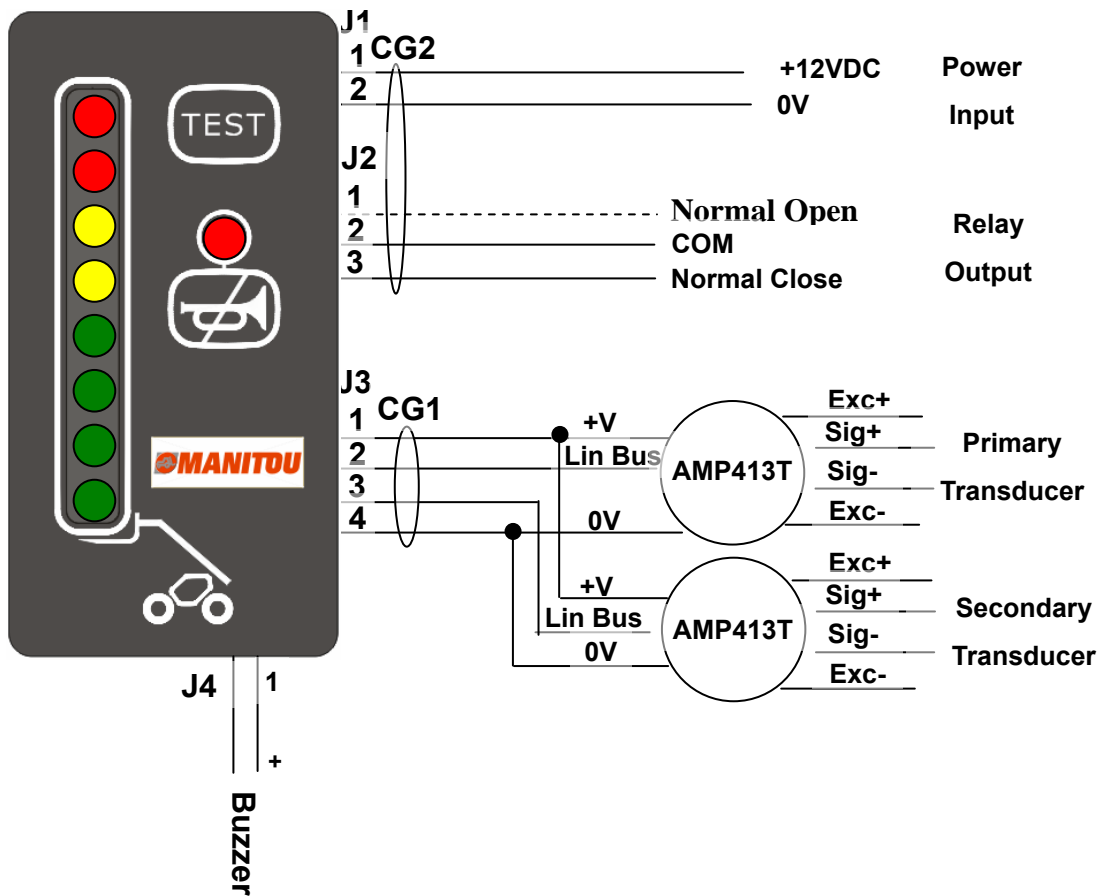 J1
1 CG2
+12VDC Power
2
0V Input
TEST
J2
1
Normal Open
2
COM
Relay
3
Normal Close
Output
J3
1 CG1
+V
2
Lin Bus
3
4
0V
AMP413T
Exc+
Sig+
Sig-
Exc-
Primary
Transducer
MANITOU
+V
Lin Bus
0V
AMP413T
Exc+
Sig+
Sig-
Exc-
Secondary
Transducer
J4 1
+
Buzzer